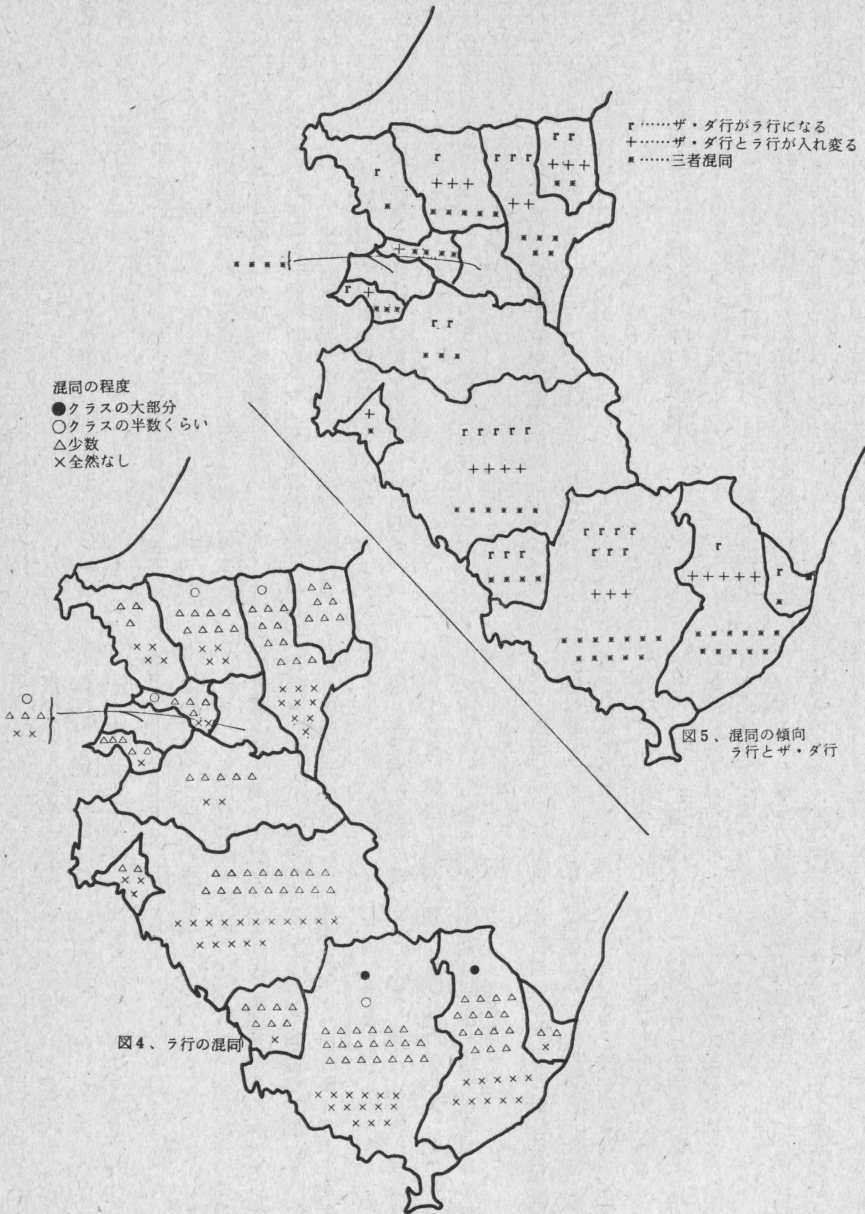 r……ザ・ダ行がラ行になる
+……ザ・ダ行とラ行が入れ変る
※……三者混同
図5、混同の傾向
ラ行とザ・ダ行
混同の程度
●クラスの大部分
○クラスの半数くらい
△少数
×全然なし
図4、ラ行の混同